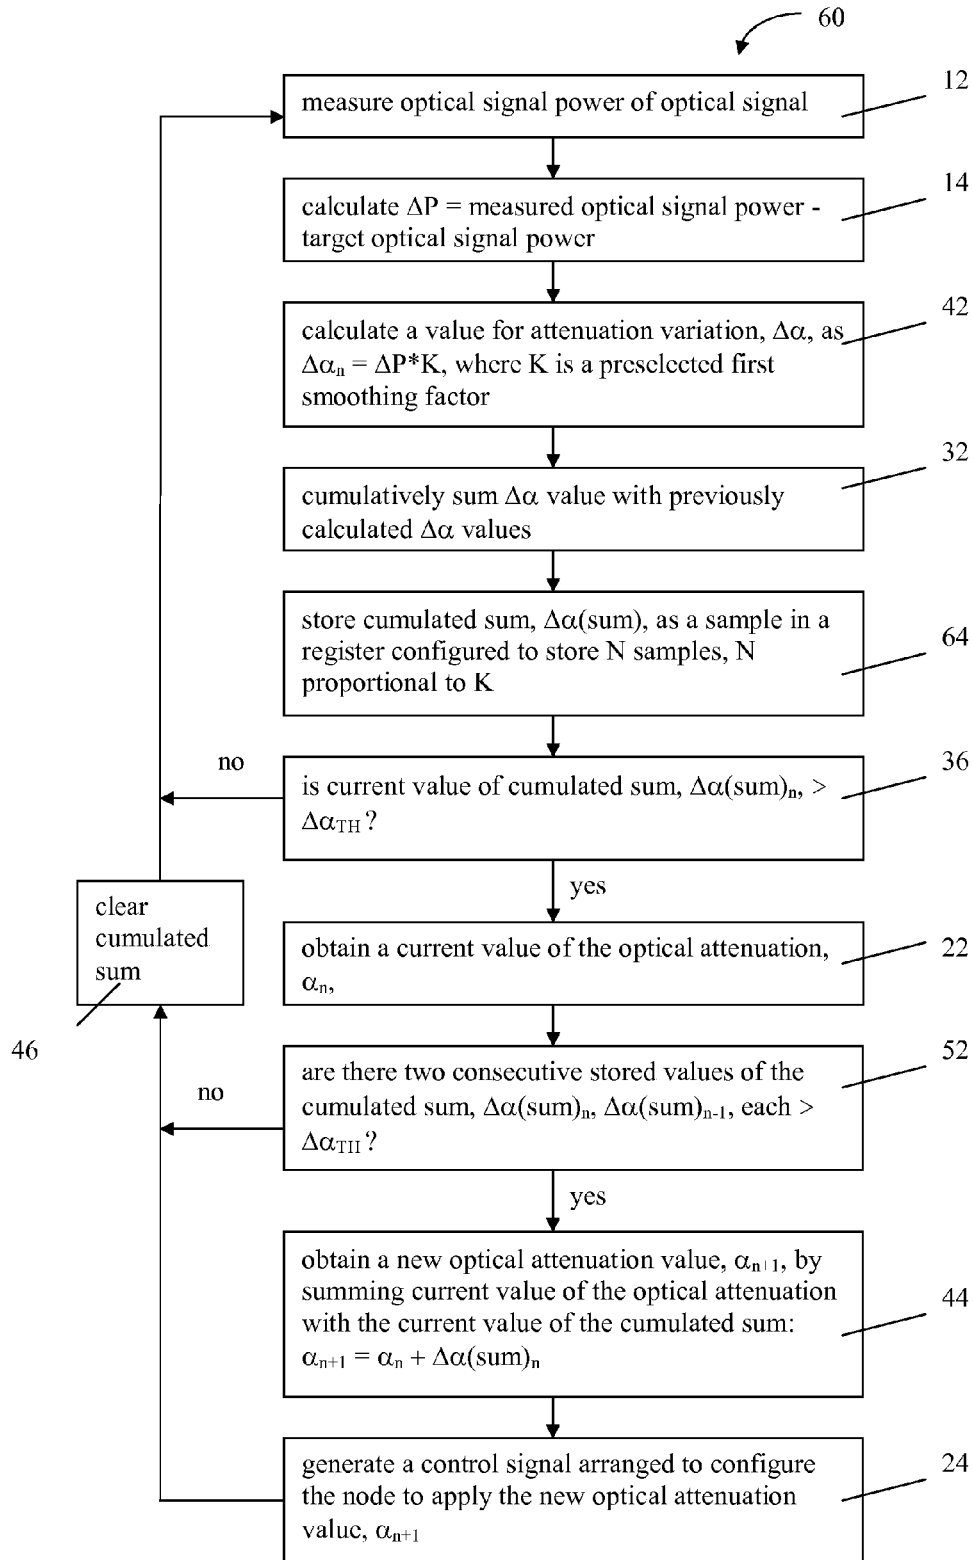 60
measure optical signal power of optical signal
12
calculate ΔP = measured optical signal power -
target optical signal power
14
calculate a value for attenuation variation, Δα, as
Δαₙ = ΔP*K, where K is a preselected first
smoothing factor
42
cumulatively sum Δα value with previously
calculated Δα values
32
store cumulated sum, Δα(sum), as a sample in a
register configured to store N samples, N
proportional to K
64
no
is current value of cumulated sum, Δα(sum)ₙ, >
Δα_TH ?
36
yes
clear
cumulated
sum
46
obtain a current value of the optical attenuation,
αₙ,
22
no
are there two consecutive stored values of the
cumulated sum, Δα(sum)ₙ, Δα(sum)ₙ₋₁, each >
Δα_TH ?
52
yes
obtain a new optical attenuation value, αₙ₊₁, by
summing current value of the optical attenuation
with the current value of the cumulated sum:
αₙ₊₁ = αₙ + Δα(sum)ₙ
44
generate a control signal arranged to configure
the node to apply the new optical attenuation
value, αₙ₊₁
24